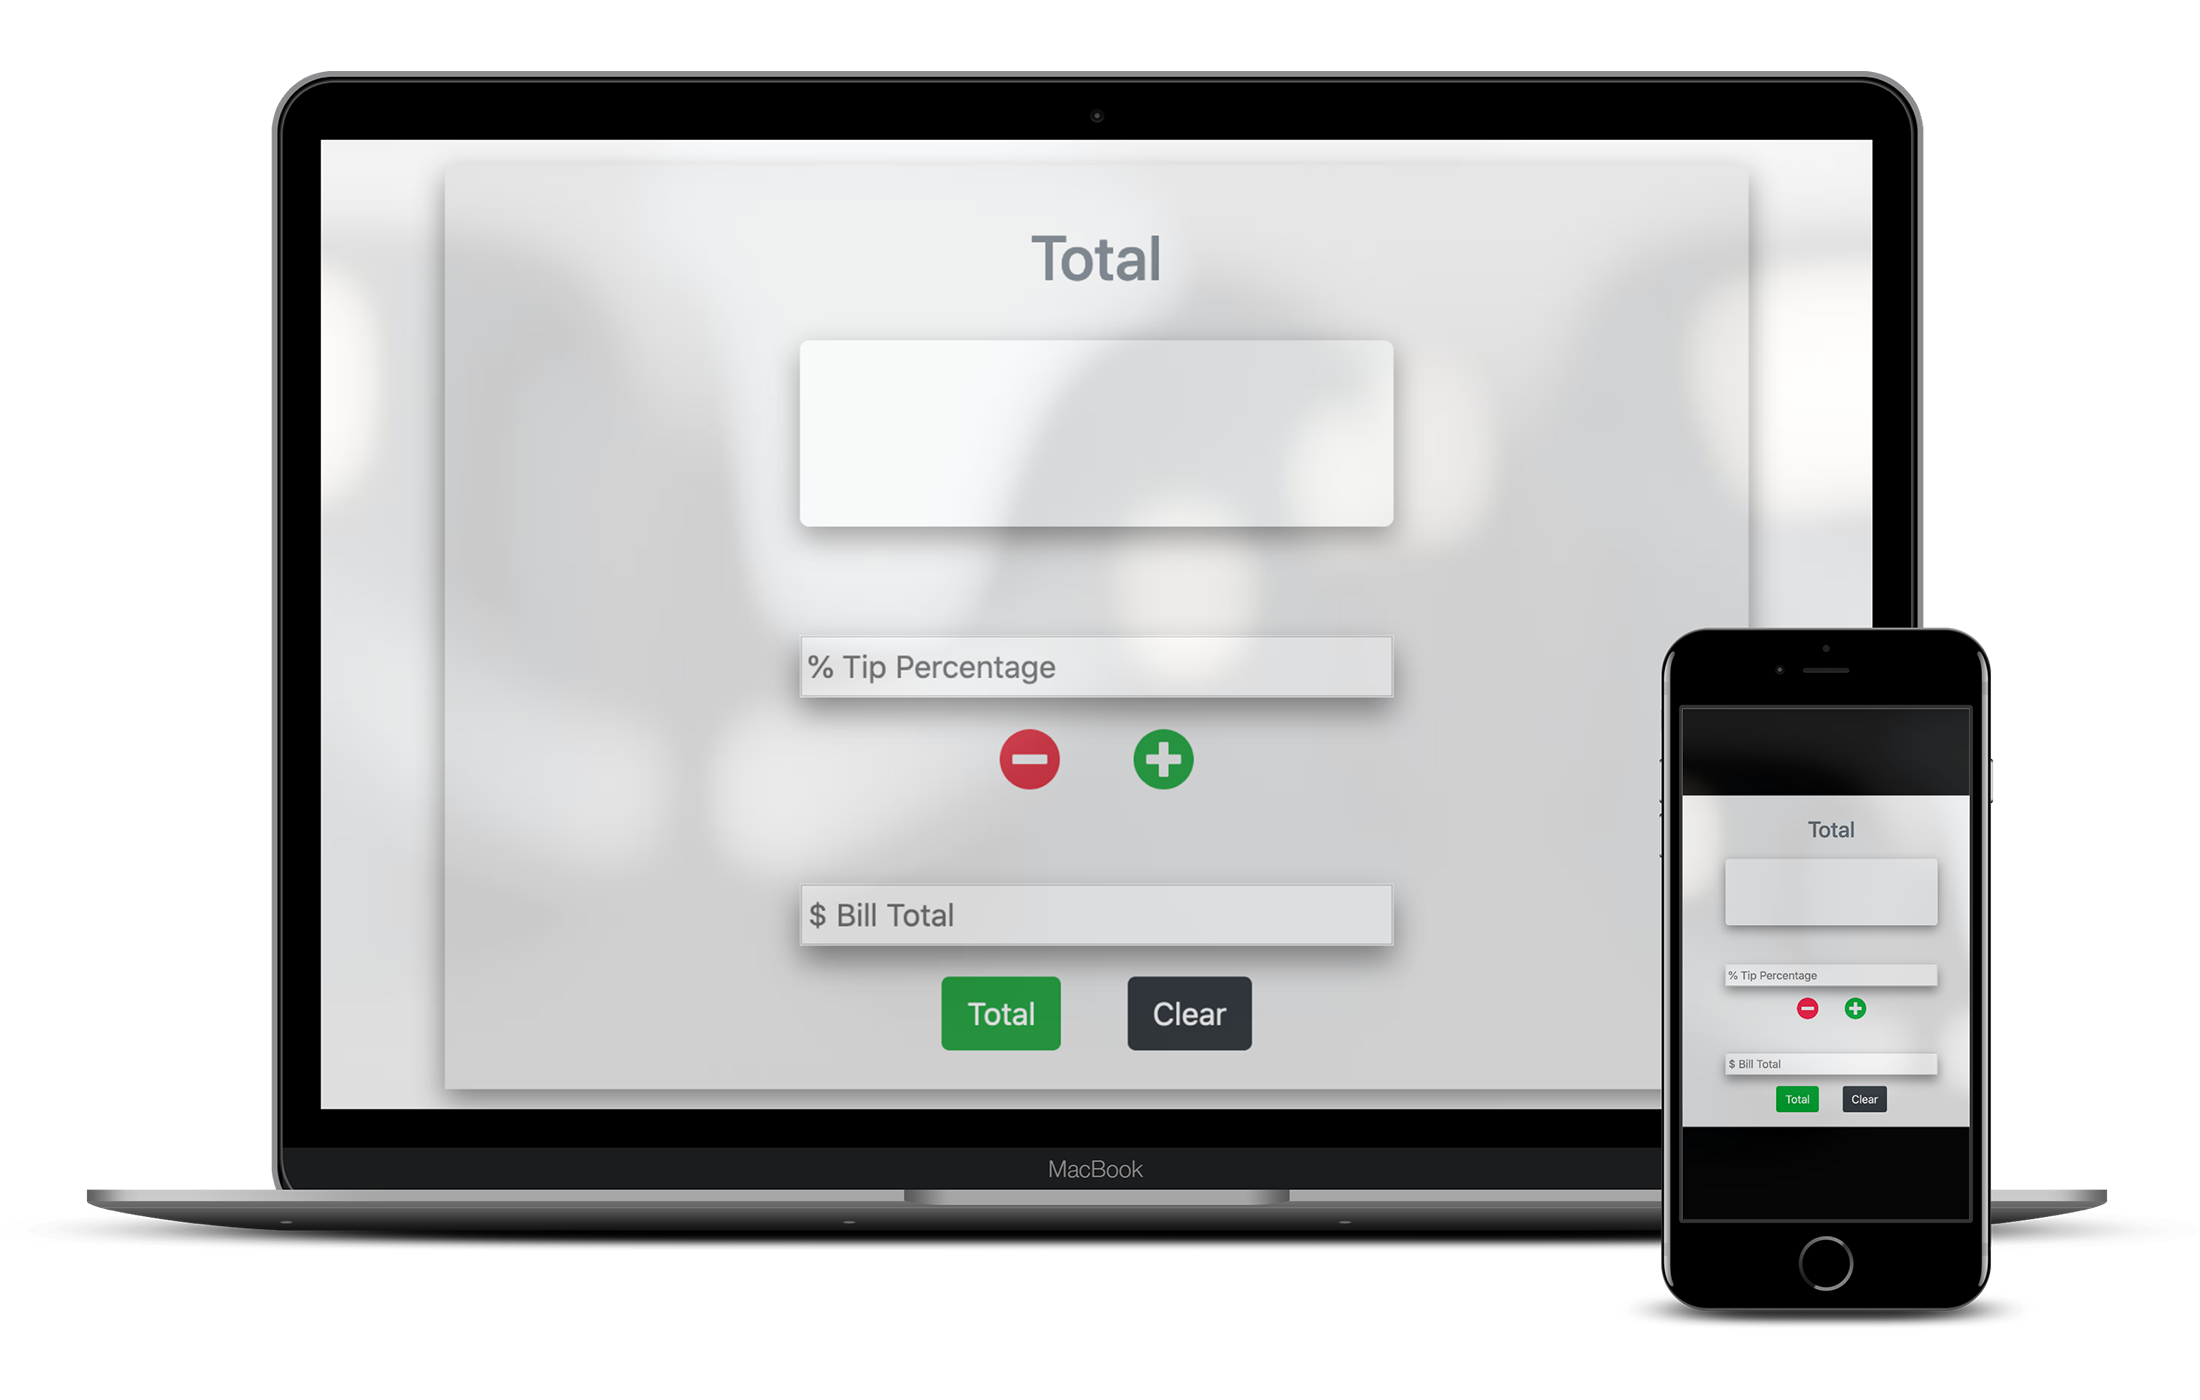 Total
% Tip Percentage
$ Bill Total
Total
Clear
MacBook
Total
% Tip Percentage
$ Bill Total
Total
Clear